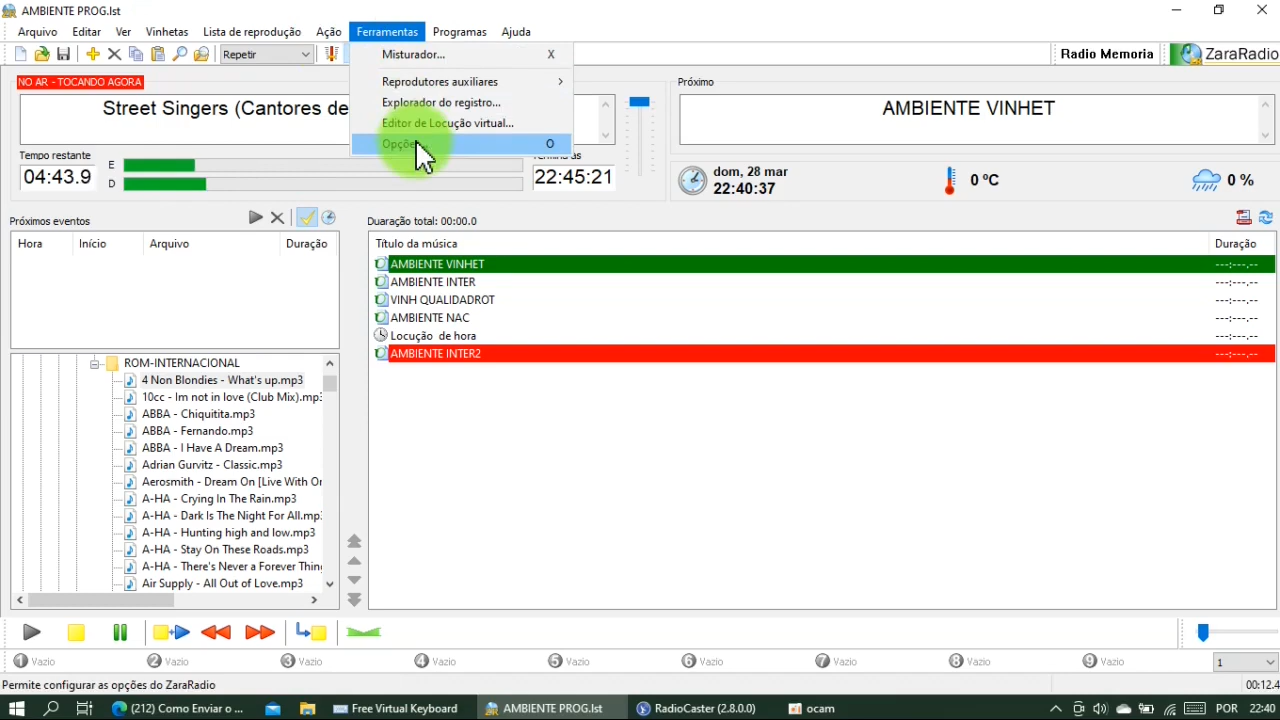 AMBIENTE PROG.lst
Arquivo Editar Ver Vinhetas Lista de reprodução Ação Ferramentas Programas Ajuda
Repetir
Radio Memoria ZaraRadio
Misturador... X
Reprodutores auxiliares
Explorador do registro...
Editor de Locução virtual...
Opções... O
NO AR - TOCANDO AGORA
Street Singers (Cantores de
Tempo restante
04:43.9
E
D
22:45:21
Próximo
AMBIENTE VINHET
dom, 28 mar
22:40:37
0 ºC
0 %
Próximos eventos
Hora Início Arquivo Duração
Duaração total: 00:00.0
Título da música Duração
AMBIENTE VINHET ---:---.--
AMBIENTE INTER ---:---.--
VINH QUALIDADROT ---:---.--
AMBIENTE NAC ---:---.--
Locução de hora ---:---.--
AMBIENTE INTER2 ---:---.--
ROM-INTERNACIONAL
4 Non Blondies - What's up.mp3
10cc - Im not in love (Club Mix).mp3
ABBA - Chiquitita.mp3
ABBA - Fernando.mp3
ABBA - I Have A Dream.mp3
Adrian Gurvitz - Classic.mp3
Aerosmith - Dream On [Live With Or
A-HA - Crying In The Rain.mp3
A-HA - Dark Is The Night For All.mp3
A-HA - Hunting high and low.mp3
A-HA - Stay On These Roads.mp3
A-HA - There's Never a Forever Thin
Air Supply - All Out of Love.mp3
1 Vazio 2 Vazio 3 Vazio 4 Vazio 5 Vazio 6 Vazio 7 Vazio 8 Vazio 9 Vazio 1
Permite configurar as opções do ZaraRadio 00:12.4
(212) Como Enviar o ... Free Virtual Keyboard AMBIENTE PROG.lst RadioCaster (2.8.0.0) ocam POR 22:40